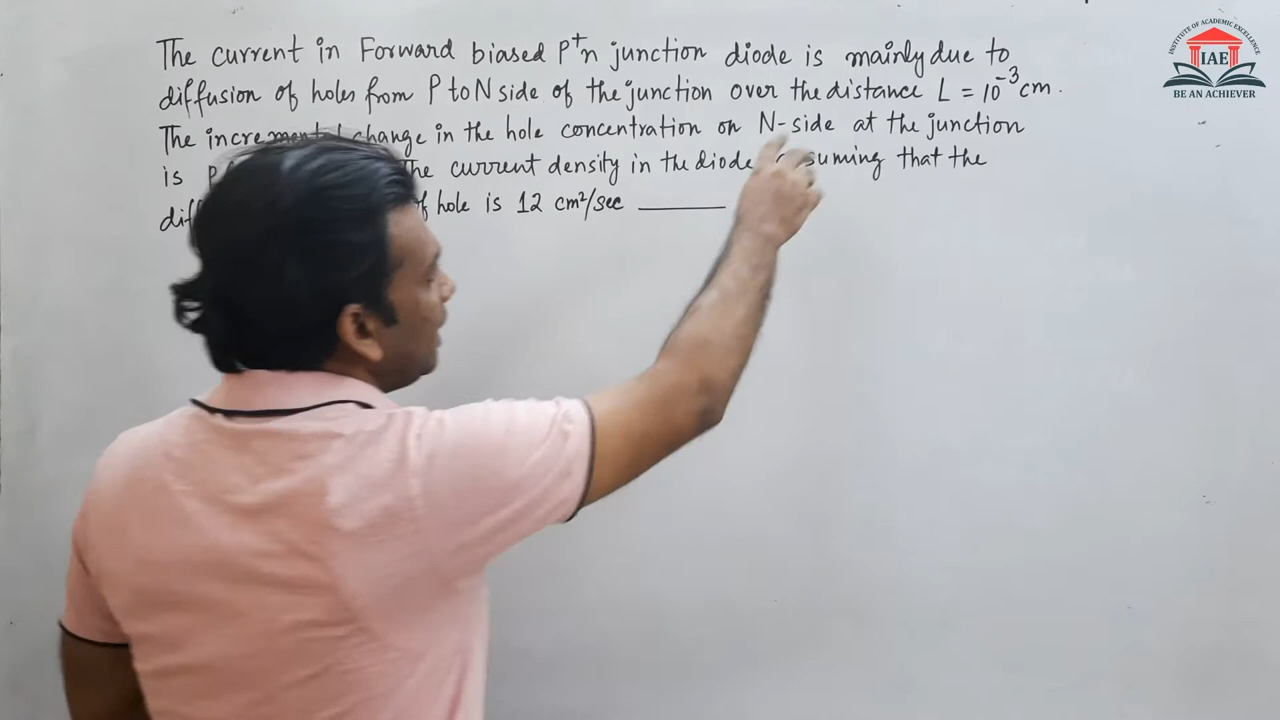 The current in Forward biased P⁺n junction diode is mainly due to
diffusion of holes from P to N side of the junction over the distance L = 10⁻³ cm.
The incremental change in the hole concentration on N-side at the junction
is P The current density in the diode assuming that the
diff of hole is 12 cm²/sec ______
INSTITUTE OF ACADEMIC EXCELLENCE
IAE
BE AN ACHIEVER